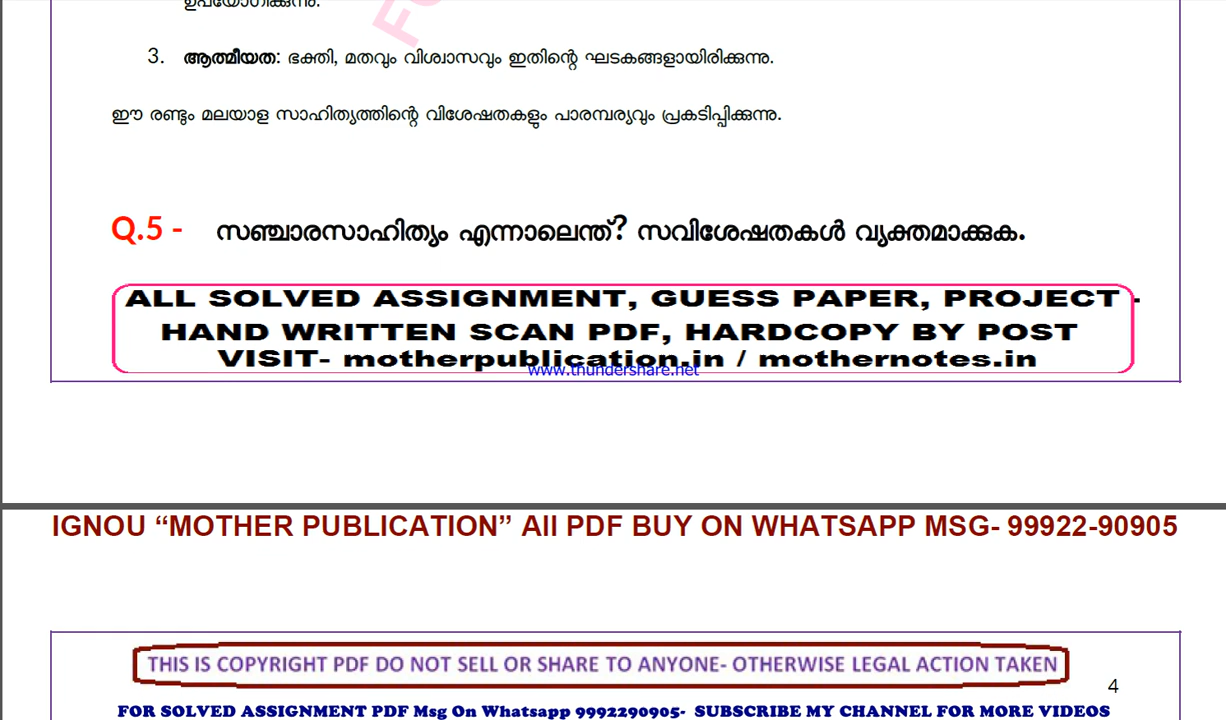 ഉപയോഗിക്കുന്നു.
3. ആത്മീയത: ഭക്തി, മതവും വിശ്വാസവും ഇതിന്റെ ഘടകങ്ങളായിരിക്കുന്നു.
ഈ രണ്ടും മലയാള സാഹിത്യത്തിന്റെ വിശേഷതകളും പാരമ്പര്യവും പ്രകടിപ്പിക്കുന്നു.
Q.5 - സഞ്ചാരസാഹിത്യം എന്നാലെന്ത്? സവിശേഷതകൾ വ്യക്തമാക്കുക.
ALL SOLVED ASSIGNMENT, GUESS PAPER, PROJECT -
HAND WRITTEN SCAN PDF, HARDCOPY BY POST
VISIT- motherpublication.in / mothernotes.in
www.thundershare.net
IGNOU “MOTHER PUBLICATION” All PDF BUY ON WHATSAPP MSG- 99922-90905
THIS IS COPYRIGHT PDF DO NOT SELL OR SHARE TO ANYONE- OTHERWISE LEGAL ACTION TAKEN
4
FOR SOLVED ASSIGNMENT PDF Msg On Whatsapp 9992290905- SUBSCRIBE MY CHANNEL FOR MORE VIDEOS